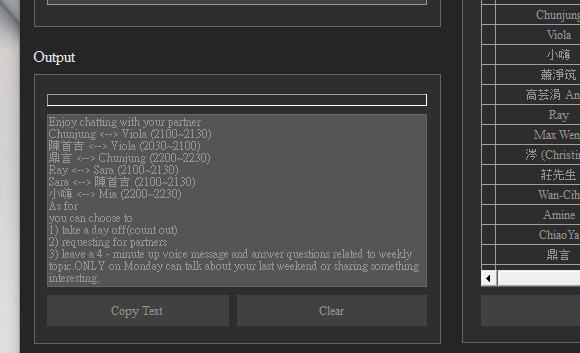 Output
Enjoy chatting with your partner
Chunjung <--> Viola (2100~2130)
陳首吉 <--> Viola (2030~2100)
鼎言 <--> Chunjung (2200~2230)
Ray <--> Sara (2100~2130)
Sara <--> 陳首吉 (2100~2130)
小嗨 <--> Mia (2200~2230)
As for
you can choose to
1) take a day off(count out)
2) requesting for partners
3) leave a 4 - minute up voice message and answer questions related to weekly
topic.ONLY on Monday can talk about your last weekend or sharing something
interesting.
Copy Text
Clear
Chunjung
Viola
小嗨
蕭淨筑
高芸涓 An
Ray
Max Wen
涔 (Christi
莊先生
Wan-Cih
Amine
ChiaoYa
鼎言